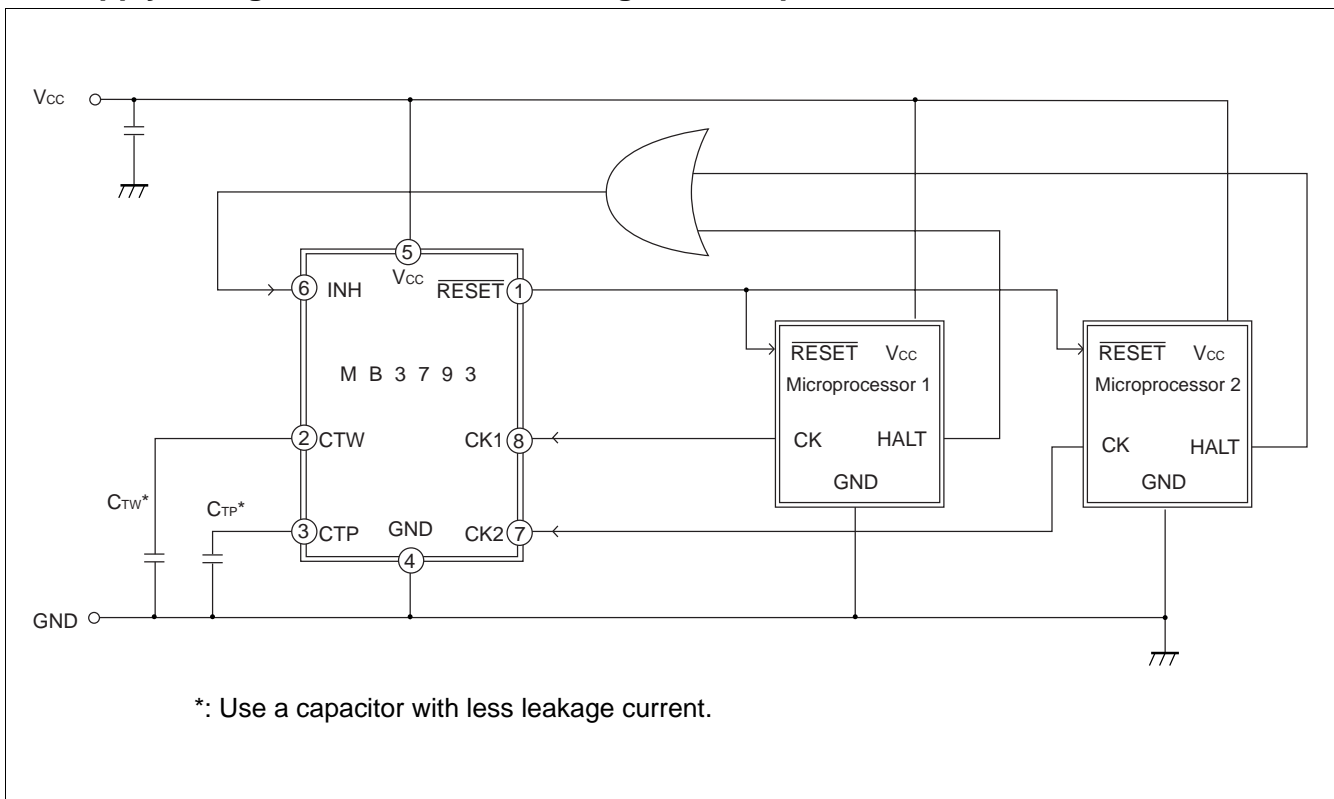 Vcc
5
Vcc
6 INH
RESET 1
M B 3 7 9 3
RESET Vcc
Microprocessor 1
RESET Vcc
Microprocessor 2
2 CTW
CK1 8
CK HALT
CK HALT
GND
GND
CTW*
CTP*
3 CTP
GND
CK2 7
4
GND
*: Use a capacitor with less leakage current.